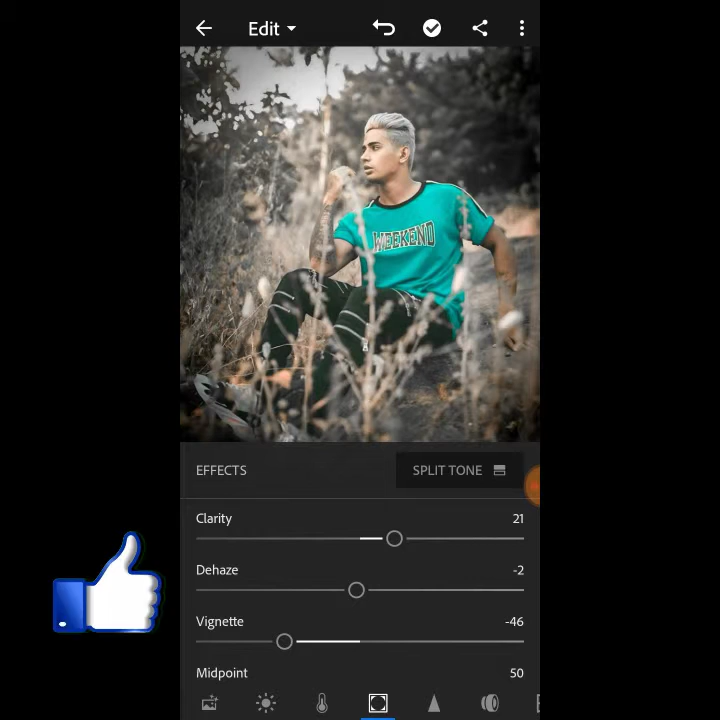 Edit
WEEKEND
EFFECTS
SPLIT TONE
Clarity 21
Dehaze -2
Vignette -46
Midpoint 50